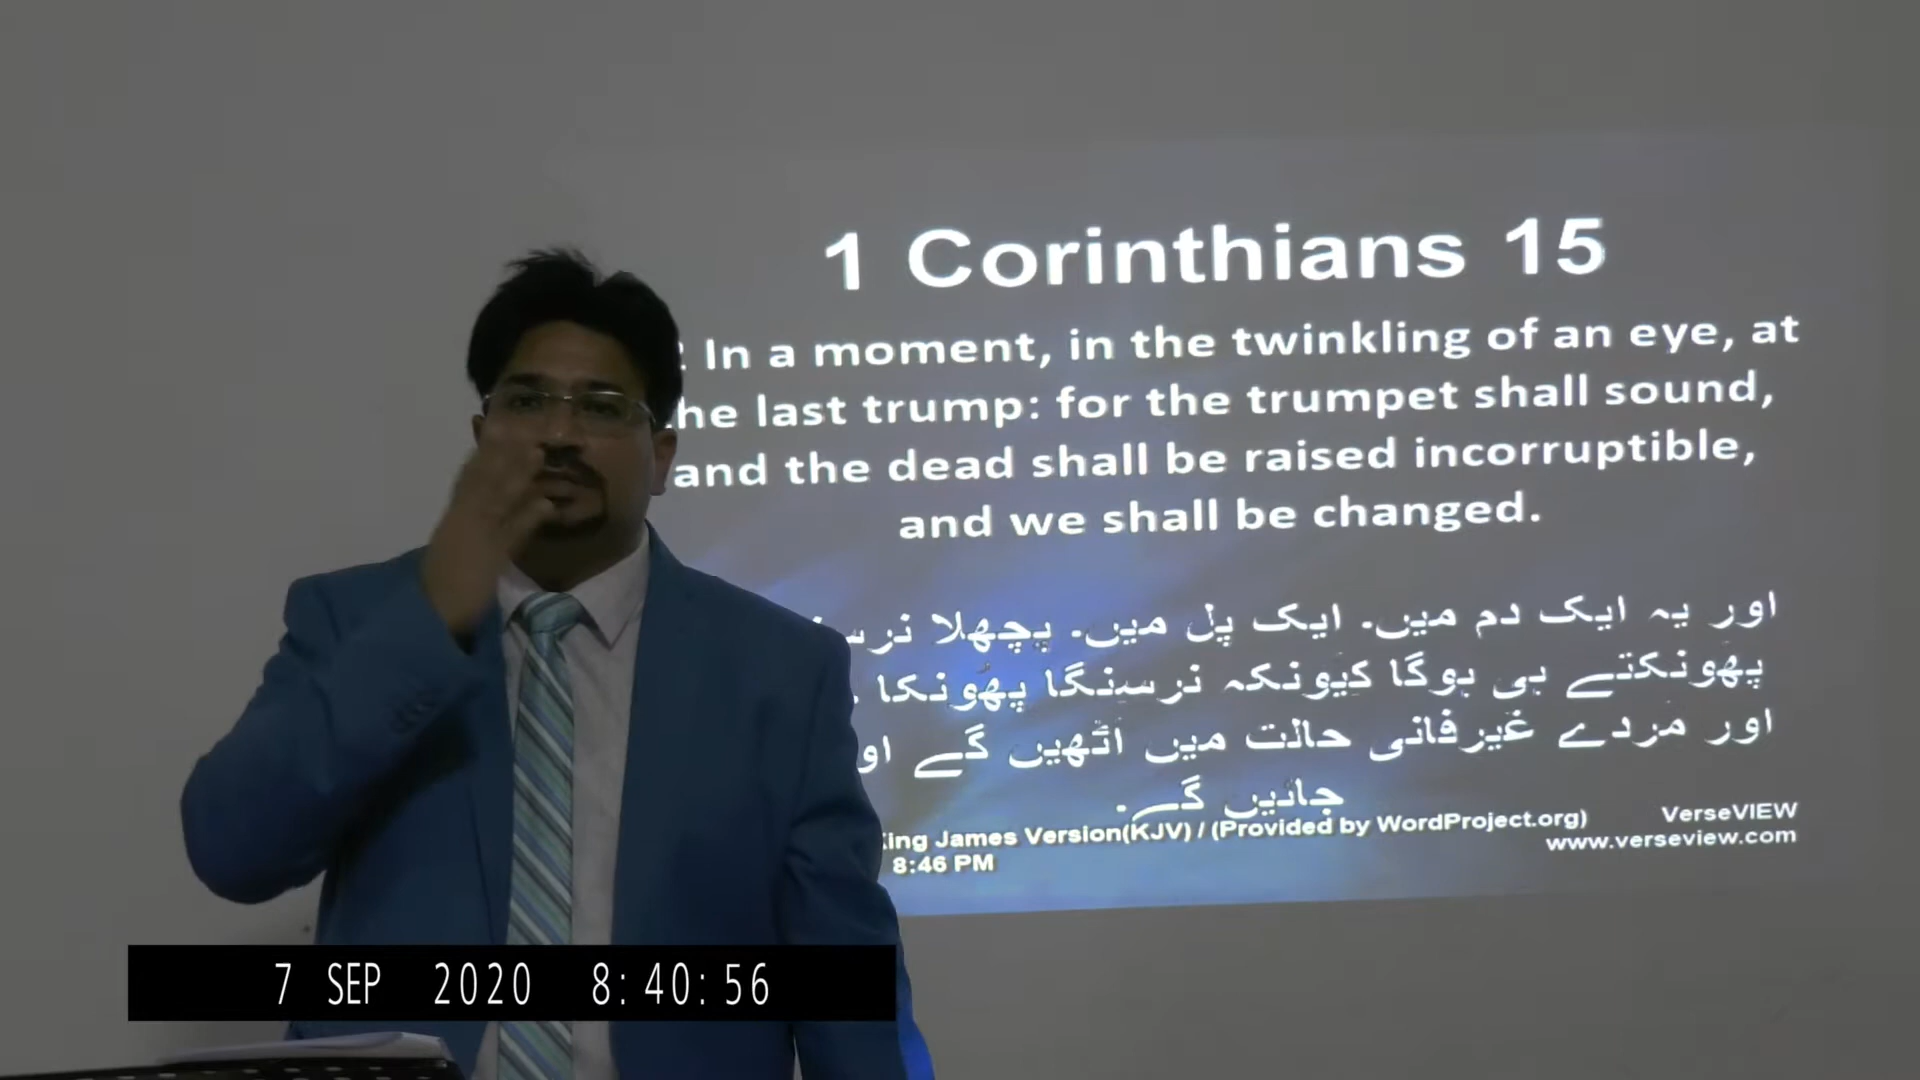 1 Corinthians 15
: In a moment, in the twinkling of an eye, at
he last trump: for the trumpet shall sound,
and the dead shall be raised incorruptible,
and we shall be changed.
اور یہ ایک دم میں۔ ایک پل میں۔ پچھلا
پھونکتے ہی ہوگا کیونکہ نرسنگا پھونکا
اور مردے غیرفانی حالت میں اٹھیں گے
جائیں گے۔
ing James Version(KJV) / (Provided by WordProject.org)
VerseVIEW
8:46 PM
www.verseview.com
7 SEP 2020 8:40:56